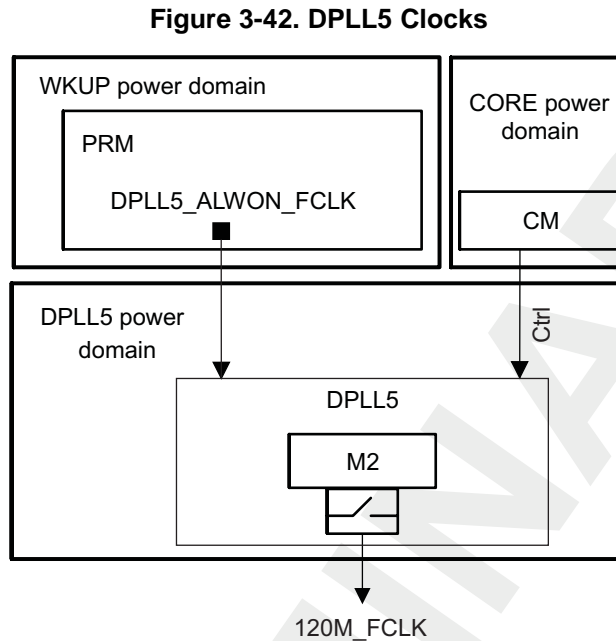 Figure 3-42. DPLL5 Clocks
WKUP power domain
CORE power
domain
PRM
DPLL5_ALWON_FCLK
CM
DPLL5 power
domain
Ctrl
DPLL5
M2
120M_FCLK